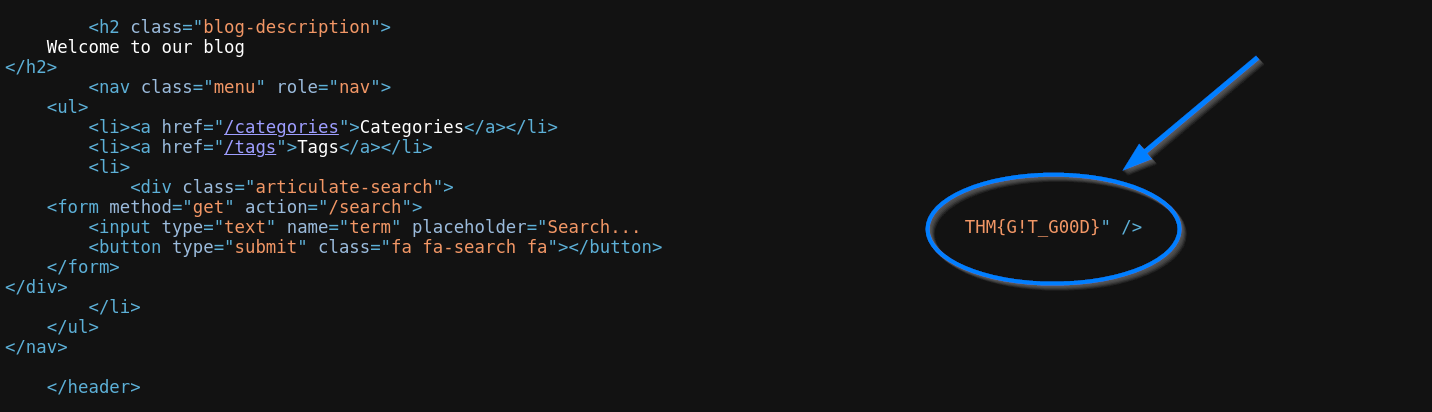 <h2 class="blog-description">
Welcome to our blog
</h2>
<nav class="menu" role="nav">
<ul>
<li><a href="/categories">Categories</a></li>
<li><a href="/tags">Tags</a></li>
<li>
<div class="articulate-search">
<form method="get" action="/search">
<input type="text" name="term" placeholder="Search... THM{G!T_G00D}" />
<button type="submit" class="fa fa-search fa"></button>
</form>
</div>
</li>
</ul>
</nav>
</header>